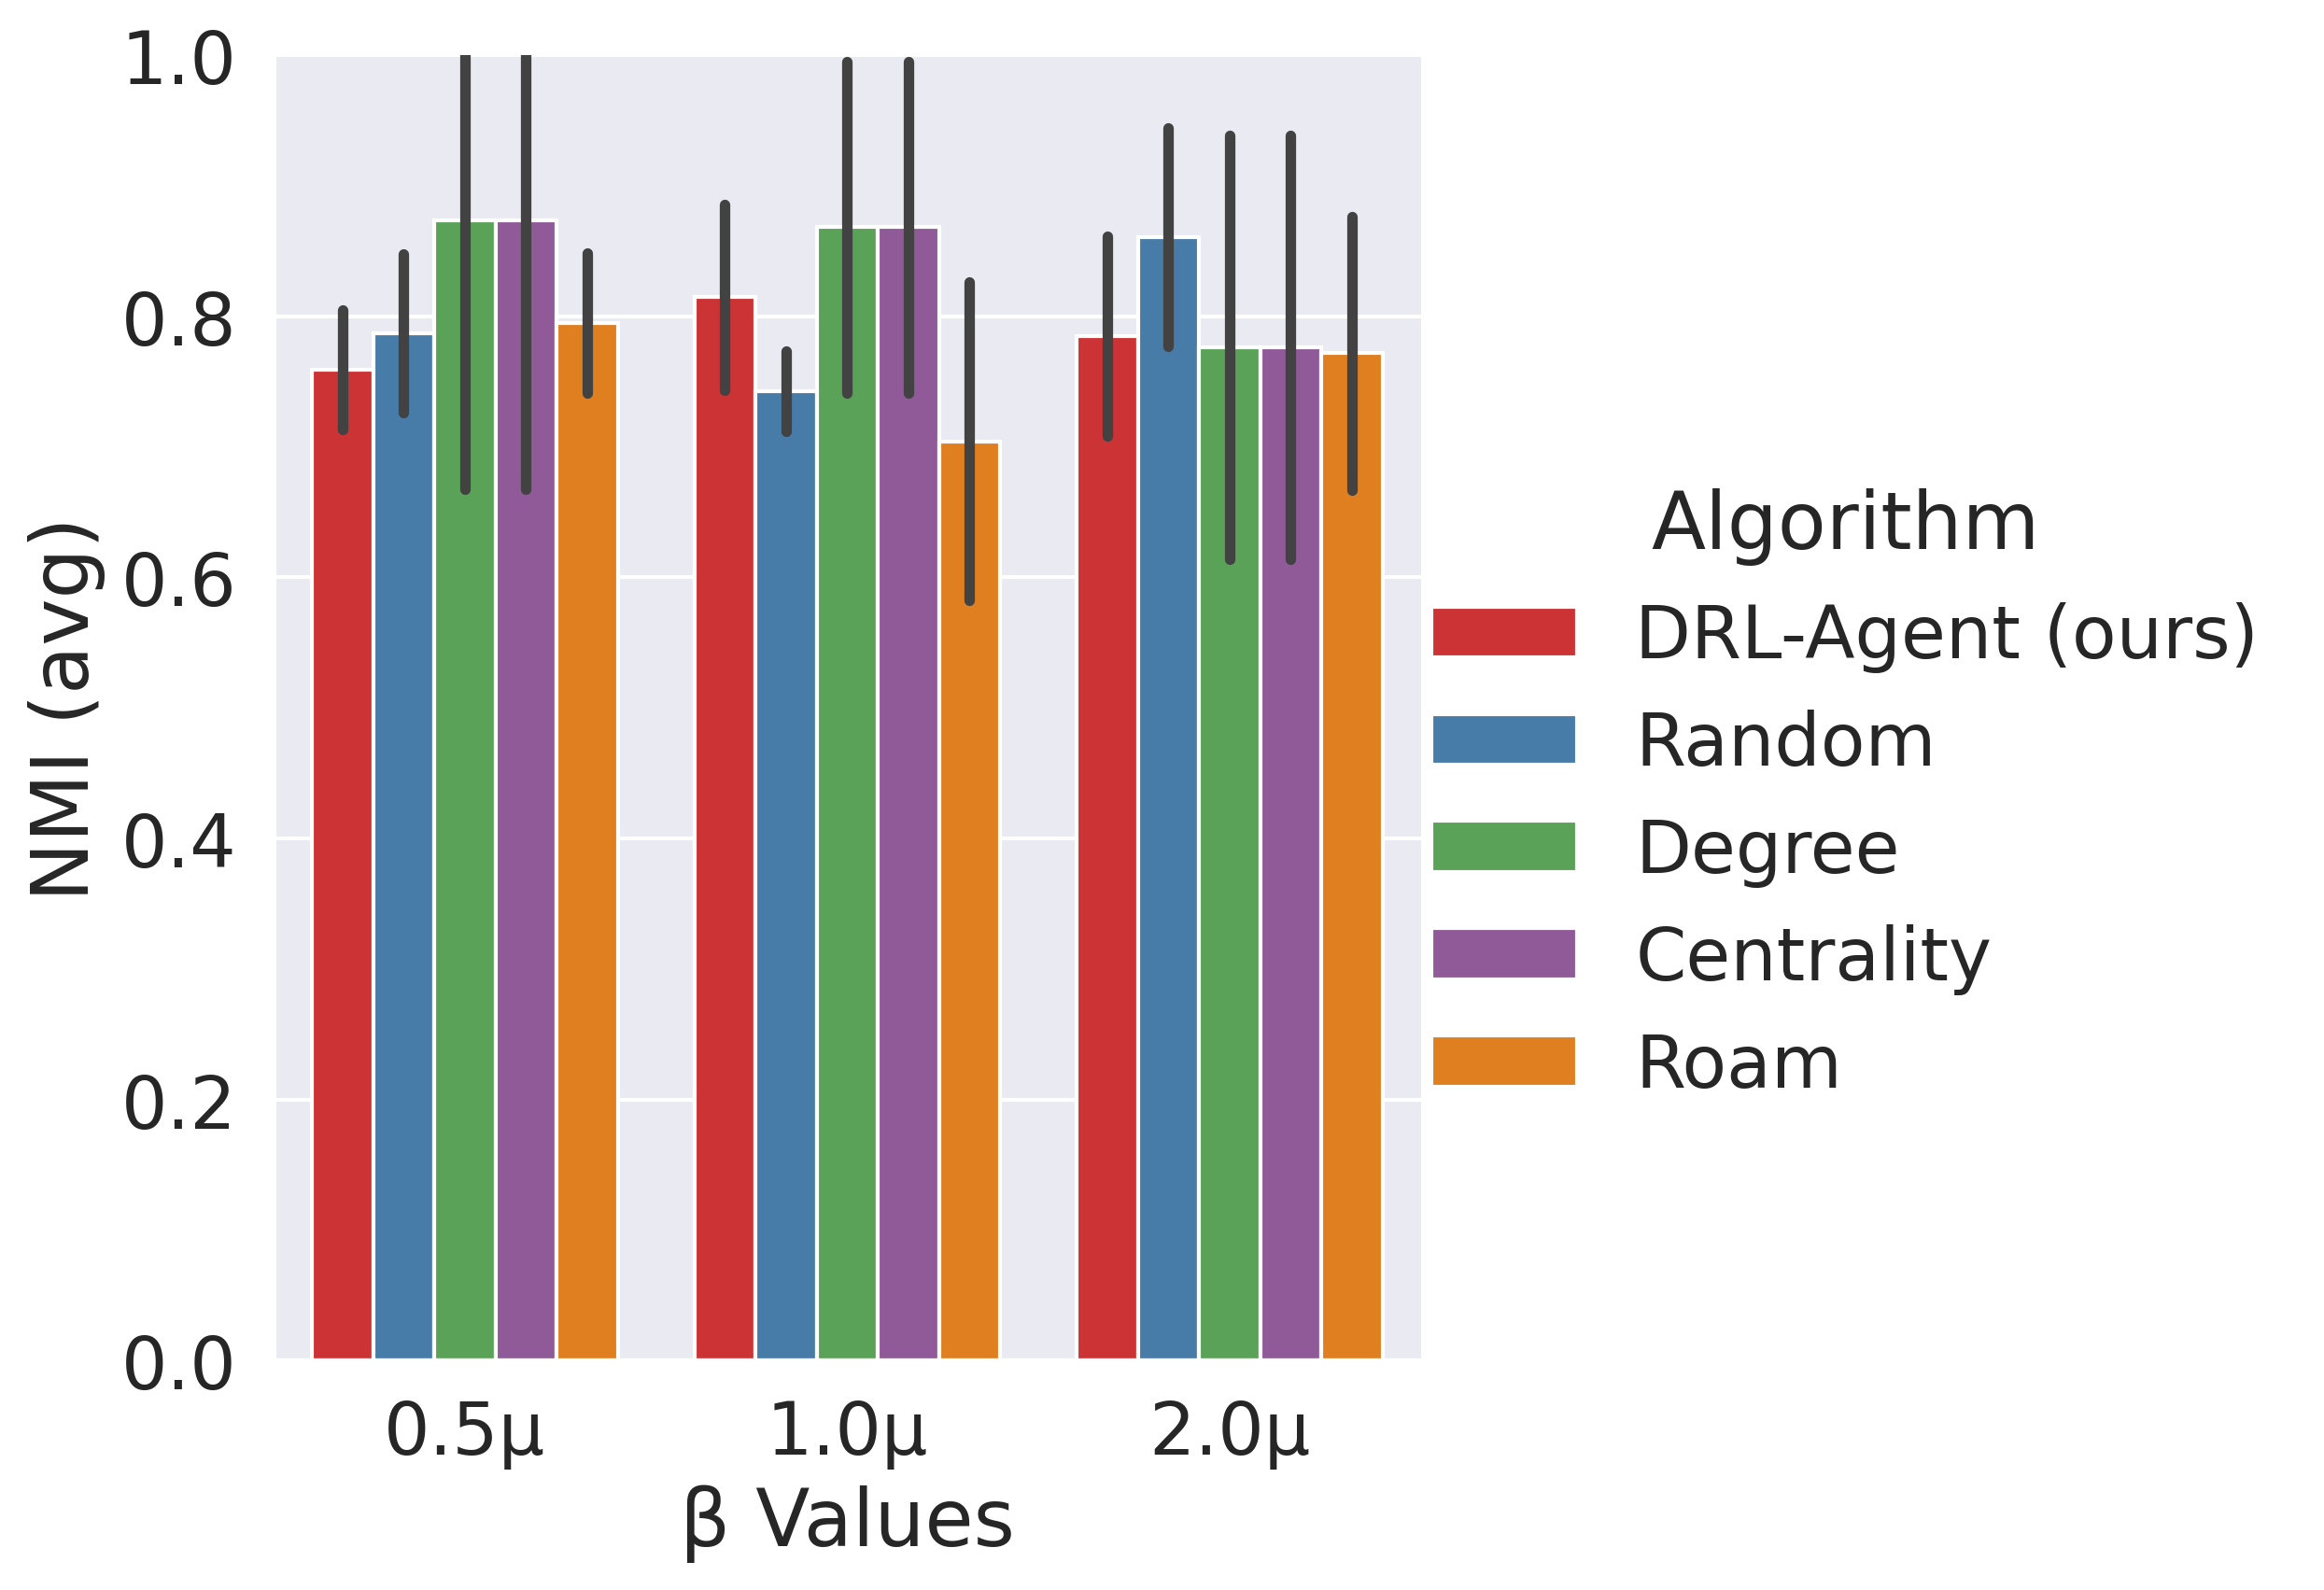 1.0
0.8
0.6
0.4
0.2
0.0
NMI (avg)
0.5µ 1.0µ 2.0µ
β Values
Algorithm
DRL-Agent (ours)
Random
Degree
Centrality
Roam